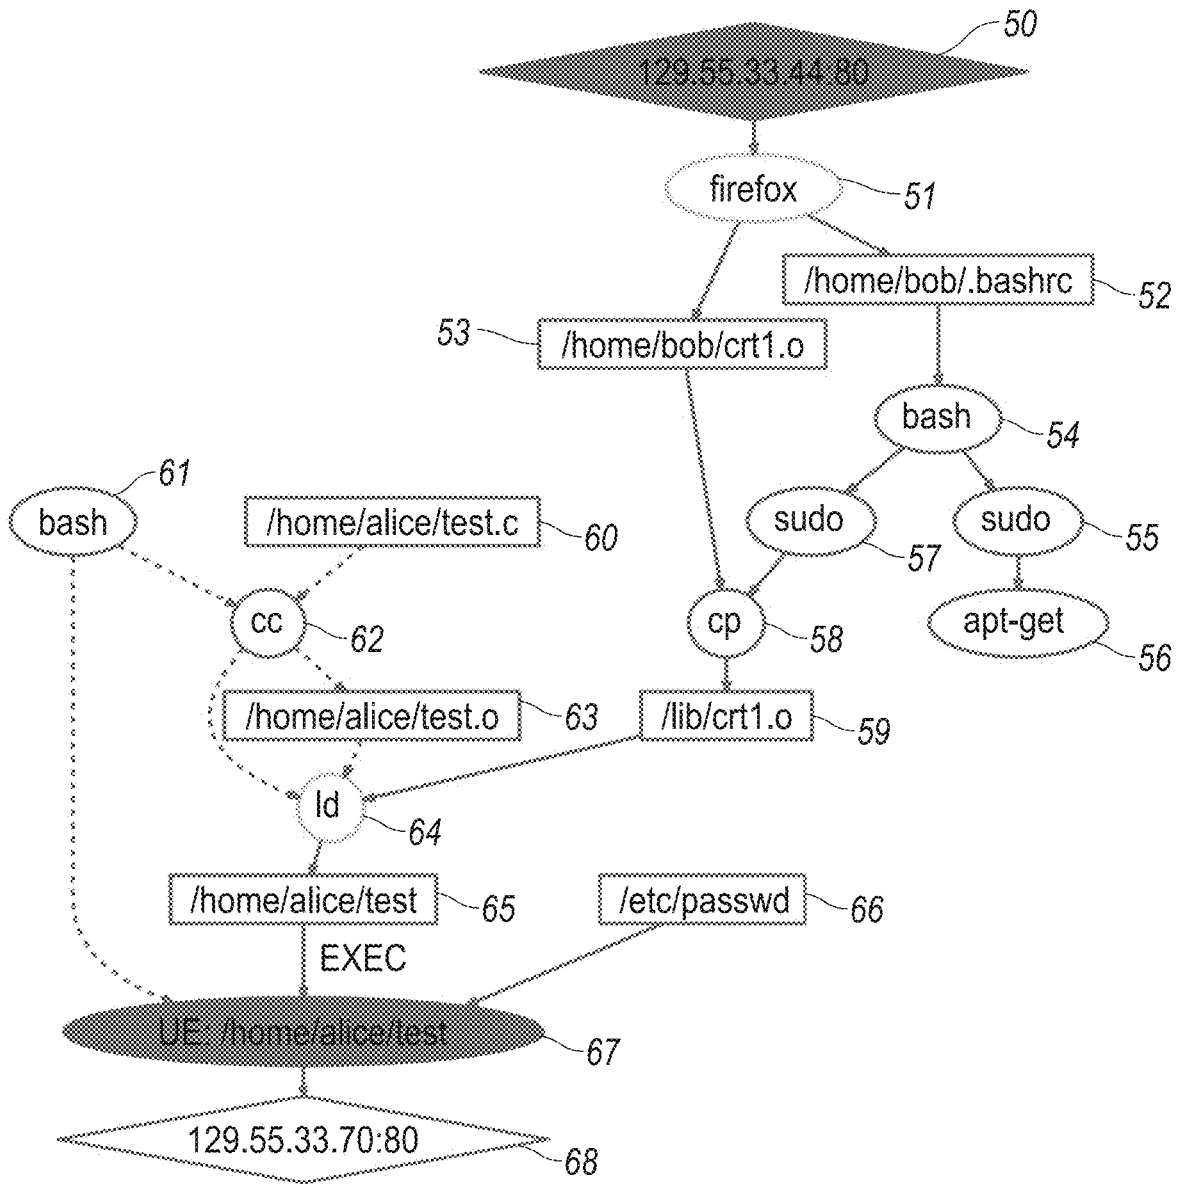 50
129.55.33.44:80
firefox
51
/home/bob/.bashrc
52
53
/home/bob/crt1.o
bash
54
61
bash
/home/alice/test.c
60
sudo
57
sudo
55
cc
62
cp
58
apt-get
56
/home/alice/test.o
63
/lib/crt1.o
59
ld
64
/home/alice/test
65
/etc/passwd
66
EXEC
UE: /home/alice/test
67
129.55.33.70:80
68